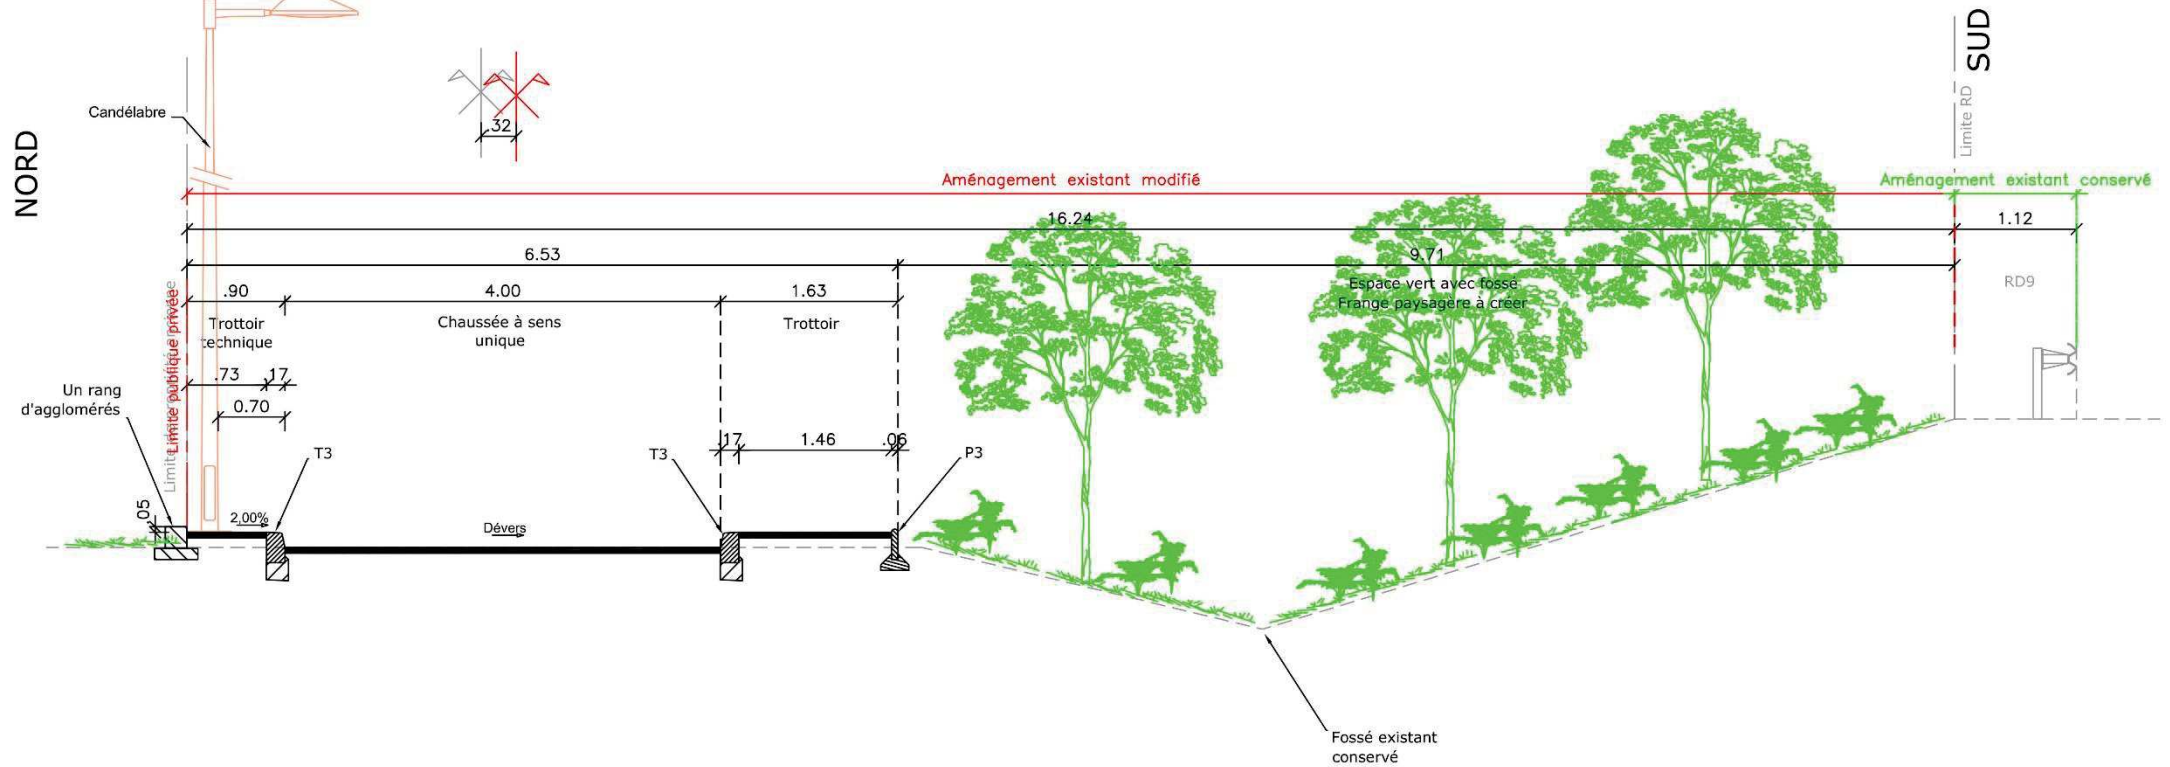 NORD
SUD
Candélabre
.32
Limite RD
Aménagement existant modifié
Aménagement existant conservé
16.24
1.12
6.53
9.71
Espace vert avec fossé
Frange paysagère à créer
RD9
.90
4.00
1.63
Trottoir
technique
Chaussée à sens
unique
Trottoir
Limite publique privée
Limite
.73
.17
0.70
Un rang
d'agglomérés
T3
T3
.17
1.46
.06
P3
.05
2,00%
Dévers
Fossé existant
conservé